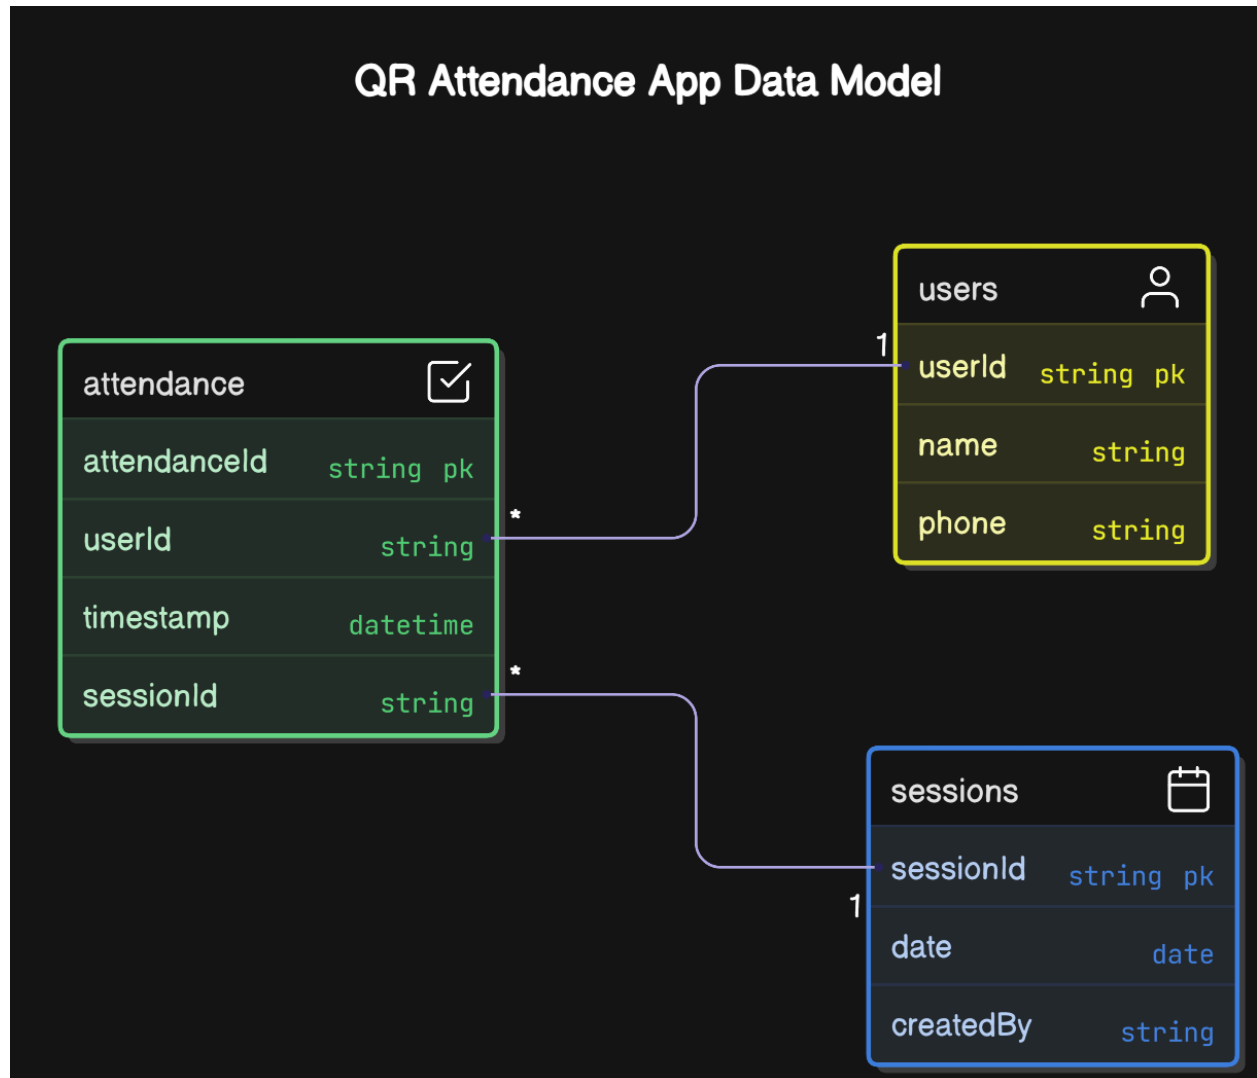 QR Attendance App Data Model
attendance
attendanceId string pk
userId string
timestamp datetime
sessionId string
*
*
1
users
userId string pk
name string
phone string
1
sessions
sessionId string pk
date date
createdBy string